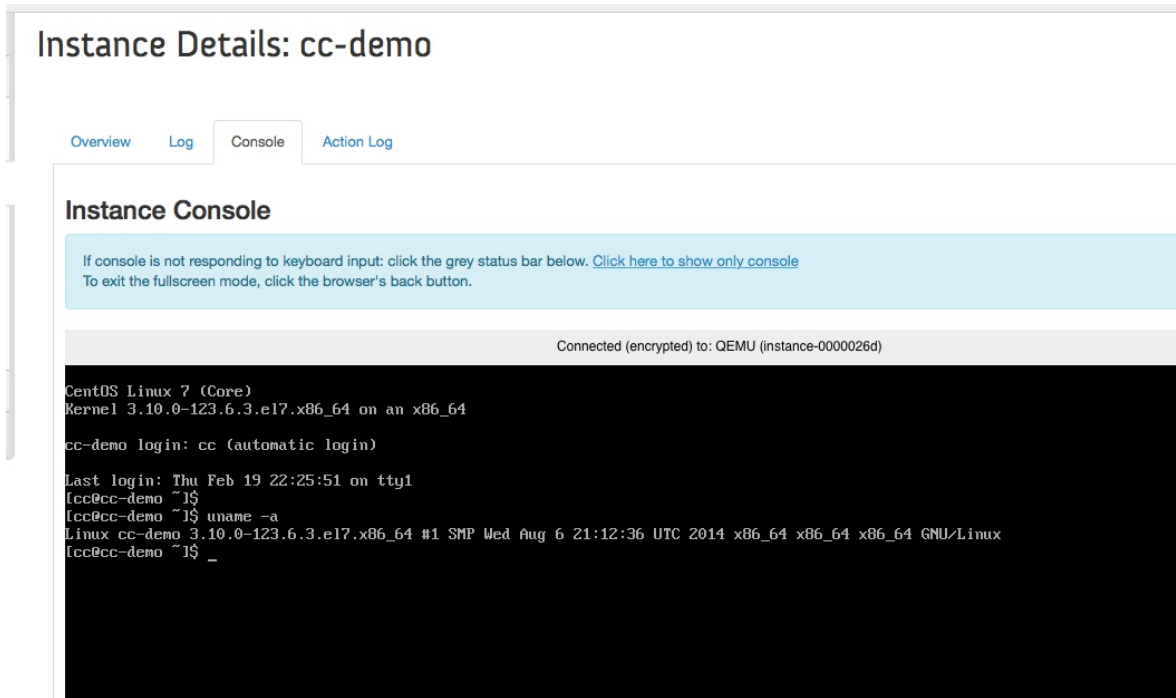 Instance Details: cc-demo
Overview Log Console Action Log
Instance Console
If console is not responding to keyboard input: click the grey status bar below. Click here to show only console
To exit the fullscreen mode, click the browser's back button.
Connected (encrypted) to: QEMU (instance-0000026d)
CentOS Linux 7 (Core)
Kernel 3.10.0-123.6.3.el7.x86_64 on an x86_64
cc-demo login: cc (automatic login)
Last login: Thu Feb 19 22:25:51 on tty1
[cc@cc-demo ~]$
[cc@cc-demo ~]$ uname -a
Linux cc-demo 3.10.0-123.6.3.el7.x86_64 #1 SMP Wed Aug 6 21:12:36 UTC 2014 x86_64 x86_64 x86_64 GNU/Linux
[cc@cc-demo ~]$ _